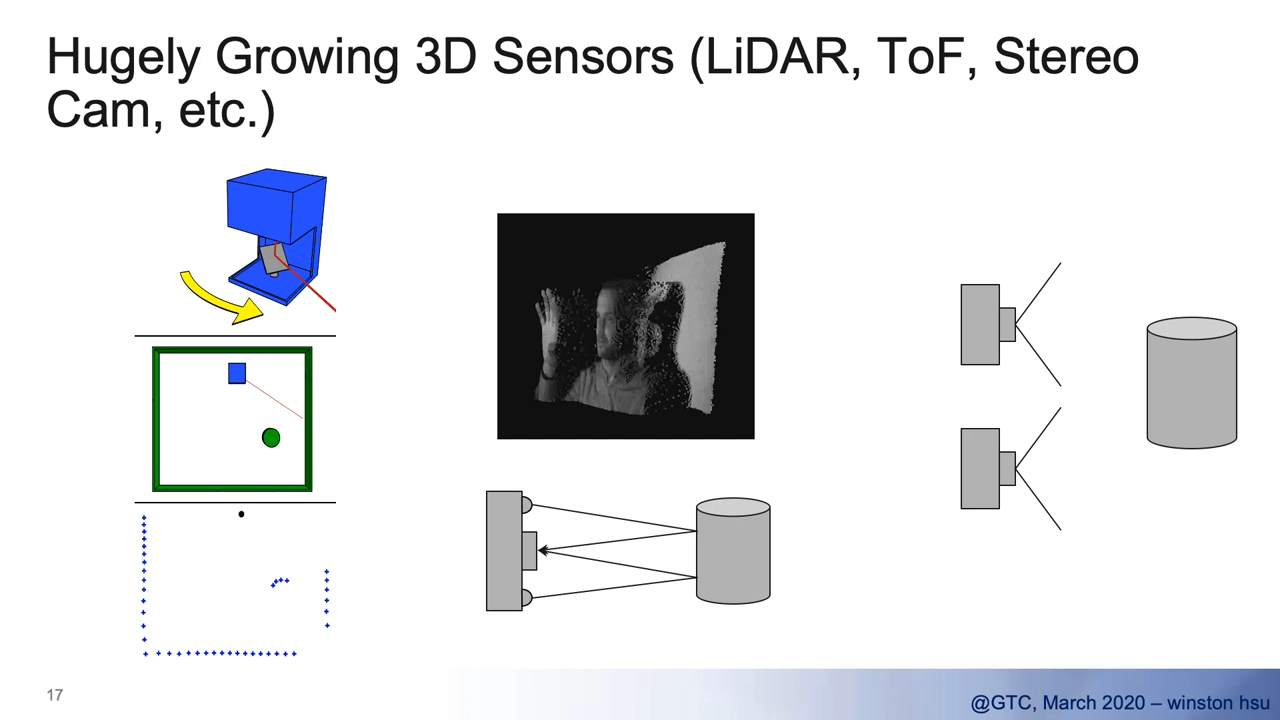 Hugely Growing 3D Sensors (LiDAR, ToF, Stereo
Cam, etc.)
17
@GTC, March 2020 – winston hsu